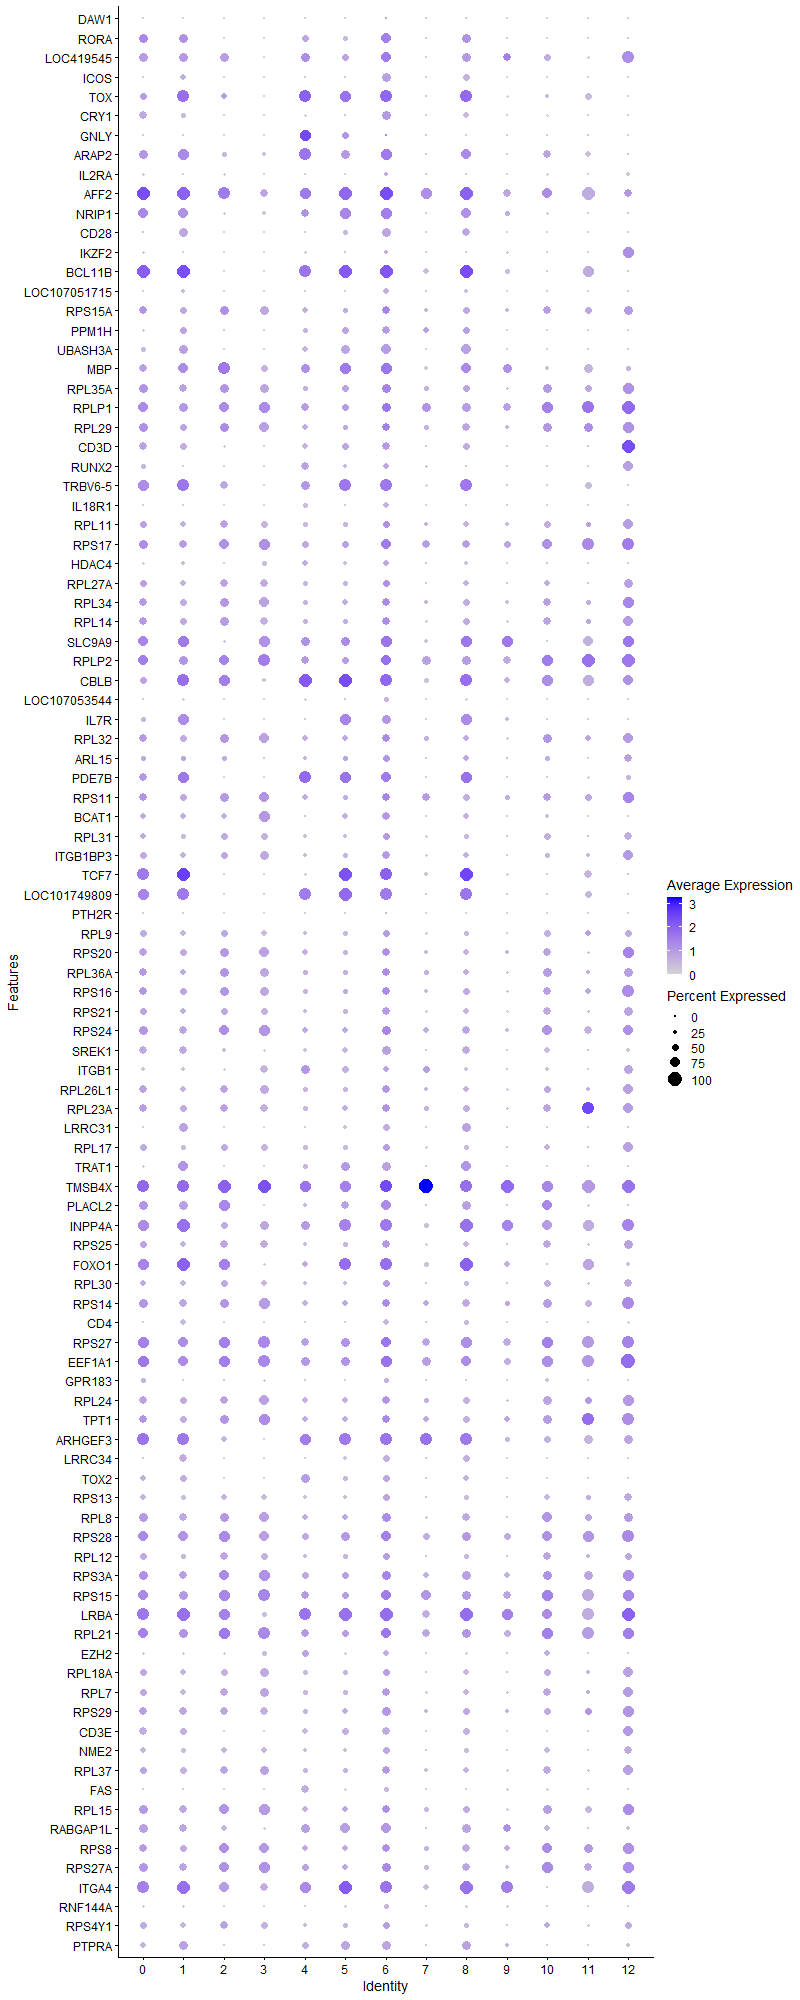 DAW1
RORA
LOC419545
ICOS
TOX
CRY1
GNLY
ARAP2
IL2RA
AFF2
NRIP1
CD28
IKZF2
BCL11B
LOC107051715
RPS15A
PPM1H
UBASH3A
MBP
RPL35A
RPLP1
RPL29
CD3D
RUNX2
TRBV6-5
IL18R1
RPL11
RPS17
HDAC4
RPL27A
RPL34
RPL14
SLC9A9
RPLP2
CBLB
LOC107053544
IL7R
RPL32
ARL15
PDE7B
RPS11
BCAT1
RPL31
ITGB1BP3
TCF7
LOC101749809
PTH2R
RPL9
RPS20
RPL36A
RPS16
RPS21
RPS24
SREK1
ITGB1
RPL26L1
RPL23A
LRRC31
RPL17
TRAT1
TMSB4X
PLACL2
INPP4A
RPS25
FOXO1
RPL30
RPS14
CD4
RPS27
EEF1A1
GPR183
RPL24
TPT1
ARHGEF3
LRRC34
TOX2
RPS13
RPL8
RPS28
RPL12
RPS3A
RPS15
LRBA
RPL21
EZH2
RPL18A
RPL7
RPS29
CD3E
NME2
RPL37
FAS
RPL15
RABGAP1L
RPS8
RPS27A
ITGA4
RNF144A
RPS4Y1
PTPRA
Features
0 1 2 3 4 5 6 7 8 9 10 11 12
Identity
Average Expression
3
2
1
0
Percent Expressed
0
25
50
75
100